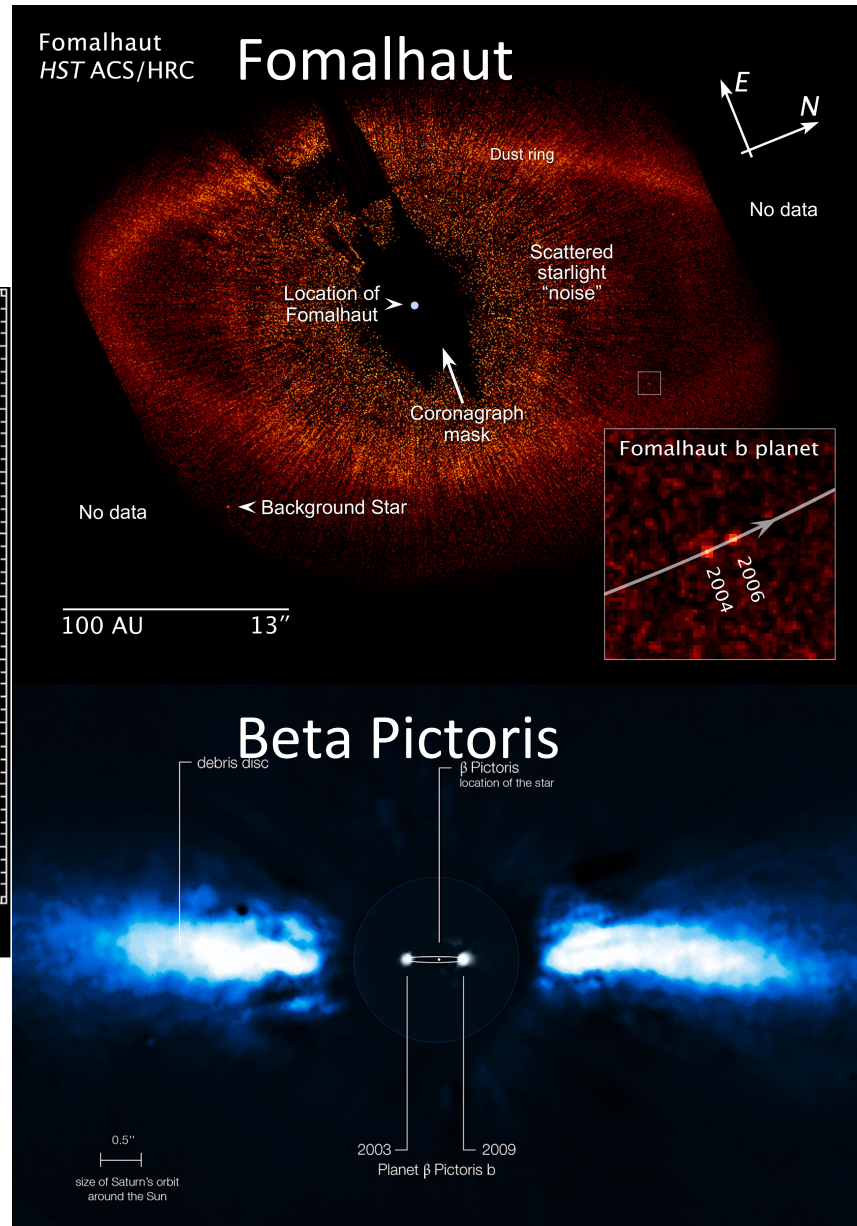 Fomalhaut
HST ACS/HRC
Fomalhaut
E
N
Dust ring
No data
Scattered
starlight
“noise”
Location of
Fomalhaut
Coronagraph
mask
Fomalhaut b planet
No data
Background Star
2006
2004
100 AU
13″
Beta Pictoris
debris disc
β Pictoris
location of the star
2003
2009
Planet β Pictoris b
0.5"
size of Saturn's orbit
around the Sun